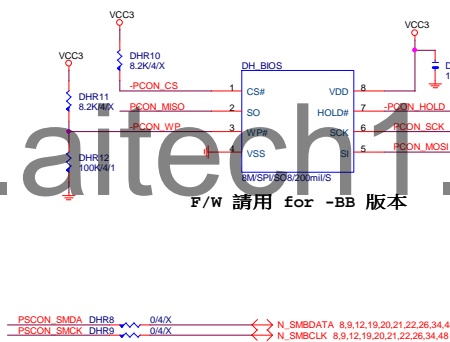 VCC3
VCC3
DHR10
8.2K/4/X
VCC3
DH_BIOS
-PCON_CS
1
CS#
VDD
8
DHR11
8.2K/4/X
PCON_MISO
2
SO
HOLD#
7
-PCON_HOLD
-PCON_WP
3
WP#
SCK
6
PCON_SCK
4
VSS
SI
5
PCON_MOSI
DHR12
100K/4/1
.aitech1.
8M/SPI/SO8/200mil/S
F/W 請用 for -BB 版本
PSCON_SMDA DHR8 0/4/X N_SMBDATA 8,9,12,19,20,21,22,26,34,4
PSCON_SMCK DHR9 0/4/X N_SMBCLK 8,9,12,19,20,21,22,26,34,48